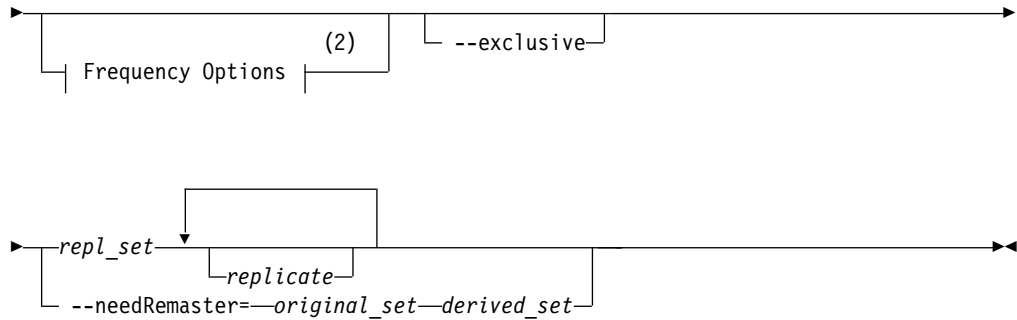 (2)
Frequency Options
--exclusive
repl_set
replicate
--needRemaster= original_set derived_set